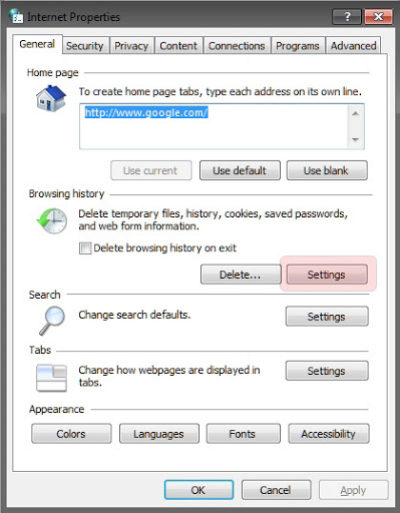 Internet Properties
?
General Security Privacy Content Connections Programs Advanced
Home page
To create home page tabs, type each address on its own line.
http://www.google.com/
Use current Use default Use blank
Browsing history
Delete temporary files, history, cookies, saved passwords,
and web form information.
Delete browsing history on exit
Delete... Settings
Search
Change search defaults. Settings
Tabs
Change how webpages are displayed in
tabs.
Settings
Appearance
Colors Languages Fonts Accessibility
OK Cancel Apply